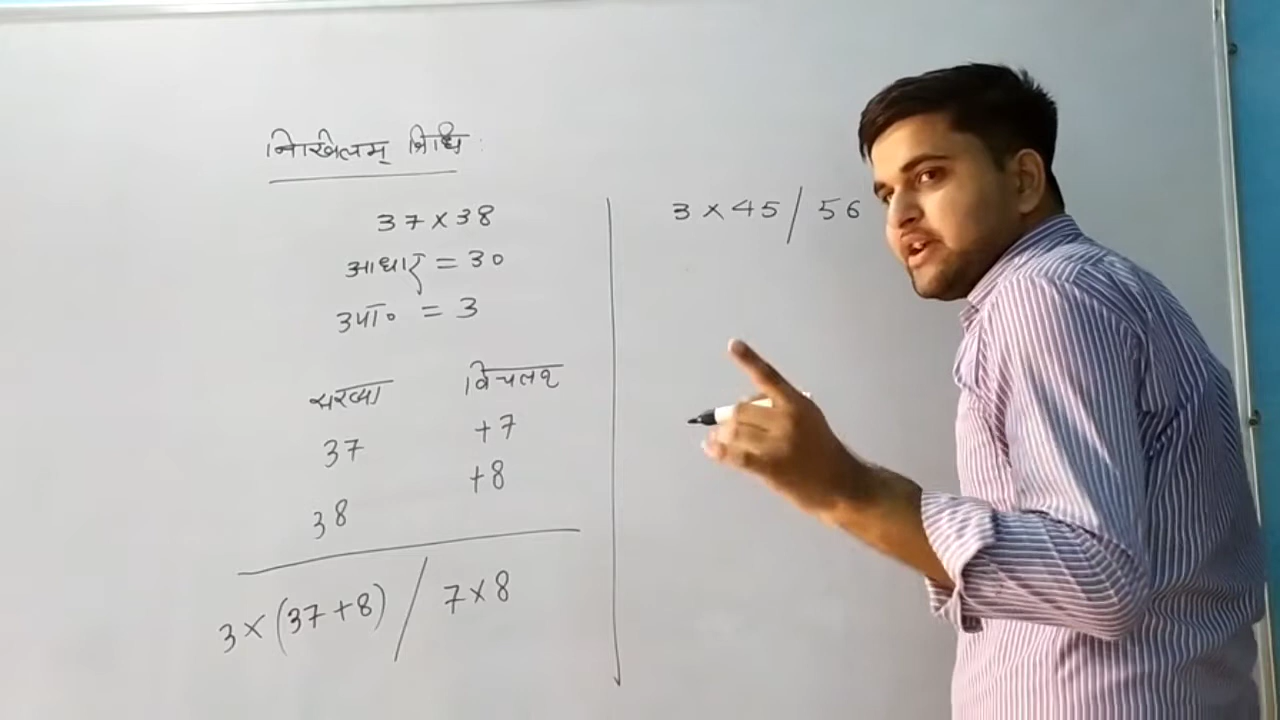 निखिलम् विधि:
37 × 38
आधार = 30
उपा० = 3
संख्या विचलन
37 +7
38 +8
3 × (37 + 8) / 7 × 8
3 × 45 / 56